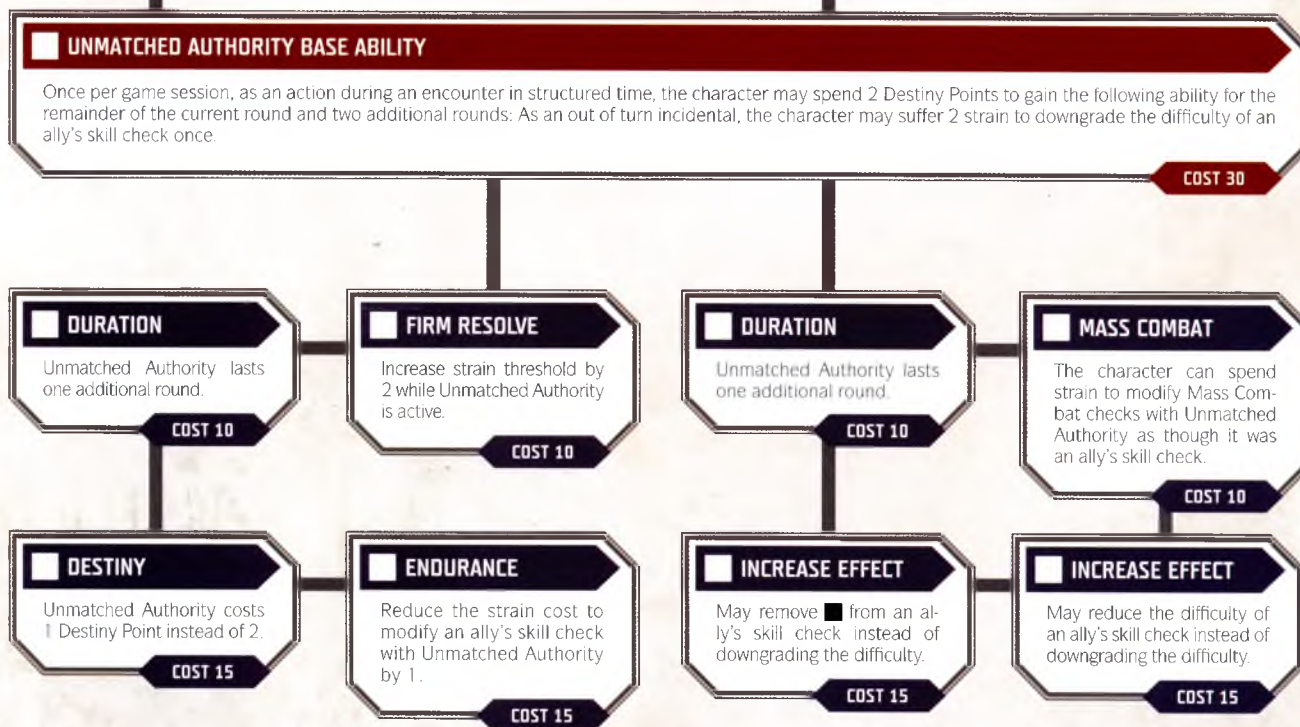 UNMATCHED AUTHORITY BASE ABILITY
Once per game session, as an action during an encounter in structured time, the character may spend 2 Destiny Points to gain the following ability for the
remainder of the current round and two additional rounds: As an out of turn incidental, the character may suffer 2 strain to downgrade the difficulty of an
ally's skill check once.
COST 30
DURATION
Unmatched Authority lasts
one additional round.
COST 10
FIRM RESOLVE
Increase strain threshold by
2 while Unmatched Authority
is active.
COST 10
DURATION
Unmatched Authority lasts
one additional round.
COST 10
MASS COMBAT
The character can spend
strain to modify Mass Com-
bat checks with Unmatched
Authority as though it was
an ally's skill check.
COST 10
DESTINY
Unmatched Authority costs
1 Destiny Point instead of 2.
COST 15
ENDURANCE
Reduce the strain cost to
modify an ally's skill check
with Unmatched Authority
by 1.
COST 15
INCREASE EFFECT
May remove ■ from an al-
ly's skill check instead of
downgrading the difficulty.
COST 15
INCREASE EFFECT
May reduce the difficulty of
an ally's skill check instead of
downgrading the difficulty.
COST 15